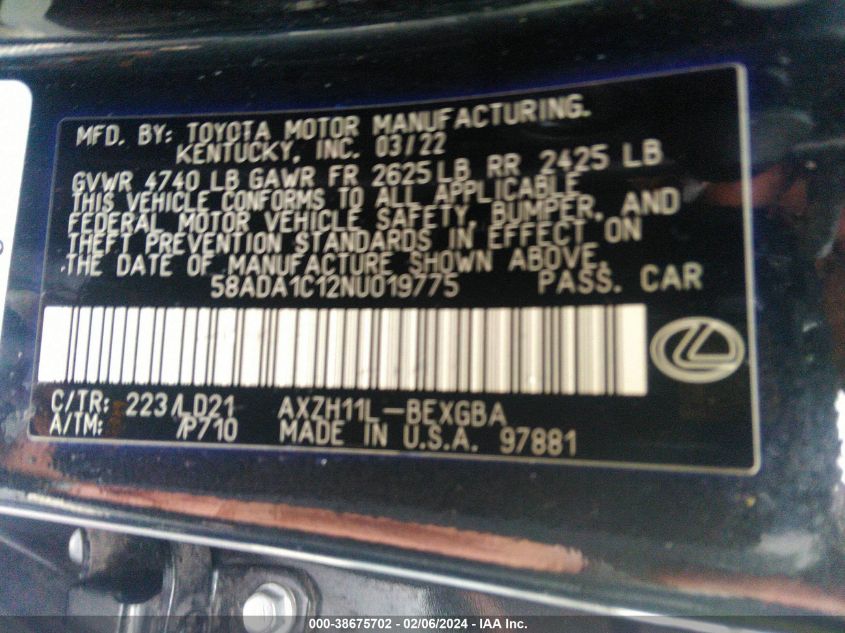 MFD. BY: TOYOTA MOTOR MANUFACTURING.
KENTUCKY, INC. 03/22
GVWR 4740 LB GAWR FR 2625 LB RR 2425 LB
THIS VEHICLE CONFORMS TO ALL APPLICABLE
FEDERAL MOTOR VEHICLE SAFETY, BUMPER, AND
THEFT PREVENTION STANDARDS IN EFFECT ON
THE DATE OF MANUFACTURE SHOWN ABOVE.
58ADA1C12NU019775 PASS. CAR
C/TR: 223/LD21 AXZH11L-BEXGBA
A/TM: /P710 MADE IN U.S.A. 97881
000-38675702 - 02/06/2024 - IAA Inc.